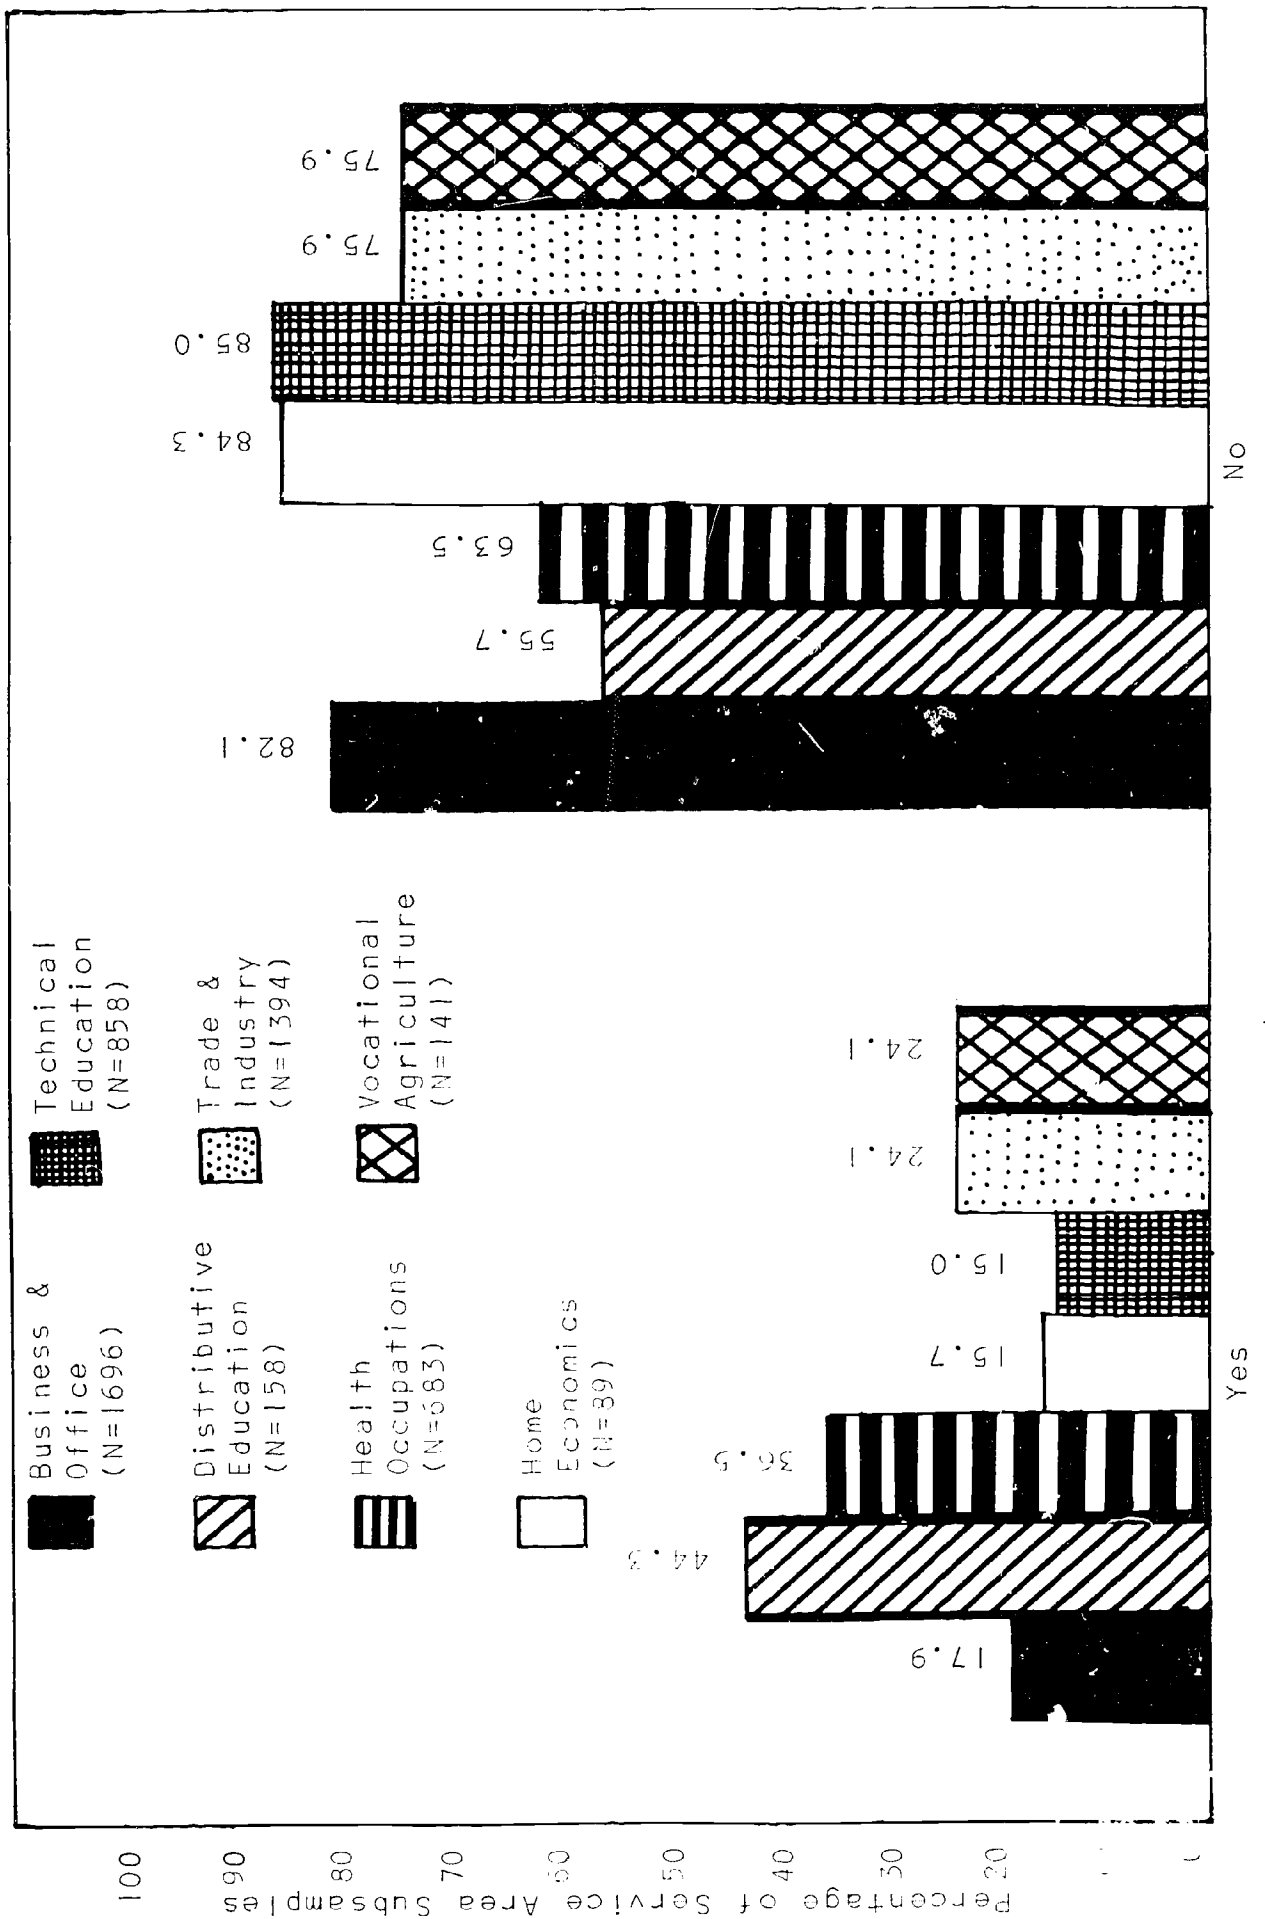 Percentage of Service Area Subsamples
100
90
80
70
60
50
40
30
20
Business &
Office
(N=1696)
Distributive
Education
(N=158)
Health
Occupations
(N=683)
Home
Economics
(N=89)
Technical
Education
(N=858)
Trade &
Industry
(N=1394)
Vocational
Agriculture
(N=141)
17.9
44.3
36.5
15.7
15.0
24.1
24.1
82.1
55.7
63.5
84.3
85.0
75.9
75.9
Yes
No